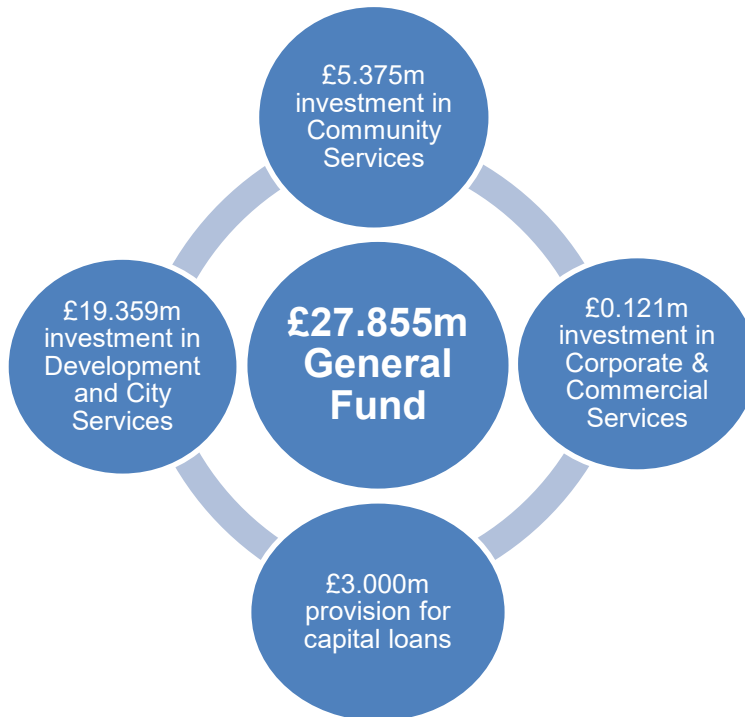 £5.375m
investment in
Community
Services
£19.359m
investment in
Development
and City
Services
£27.855m
General
Fund
£0.121m
investment in
Corporate &
Commercial
Services
£3.000m
provision for
capital loans